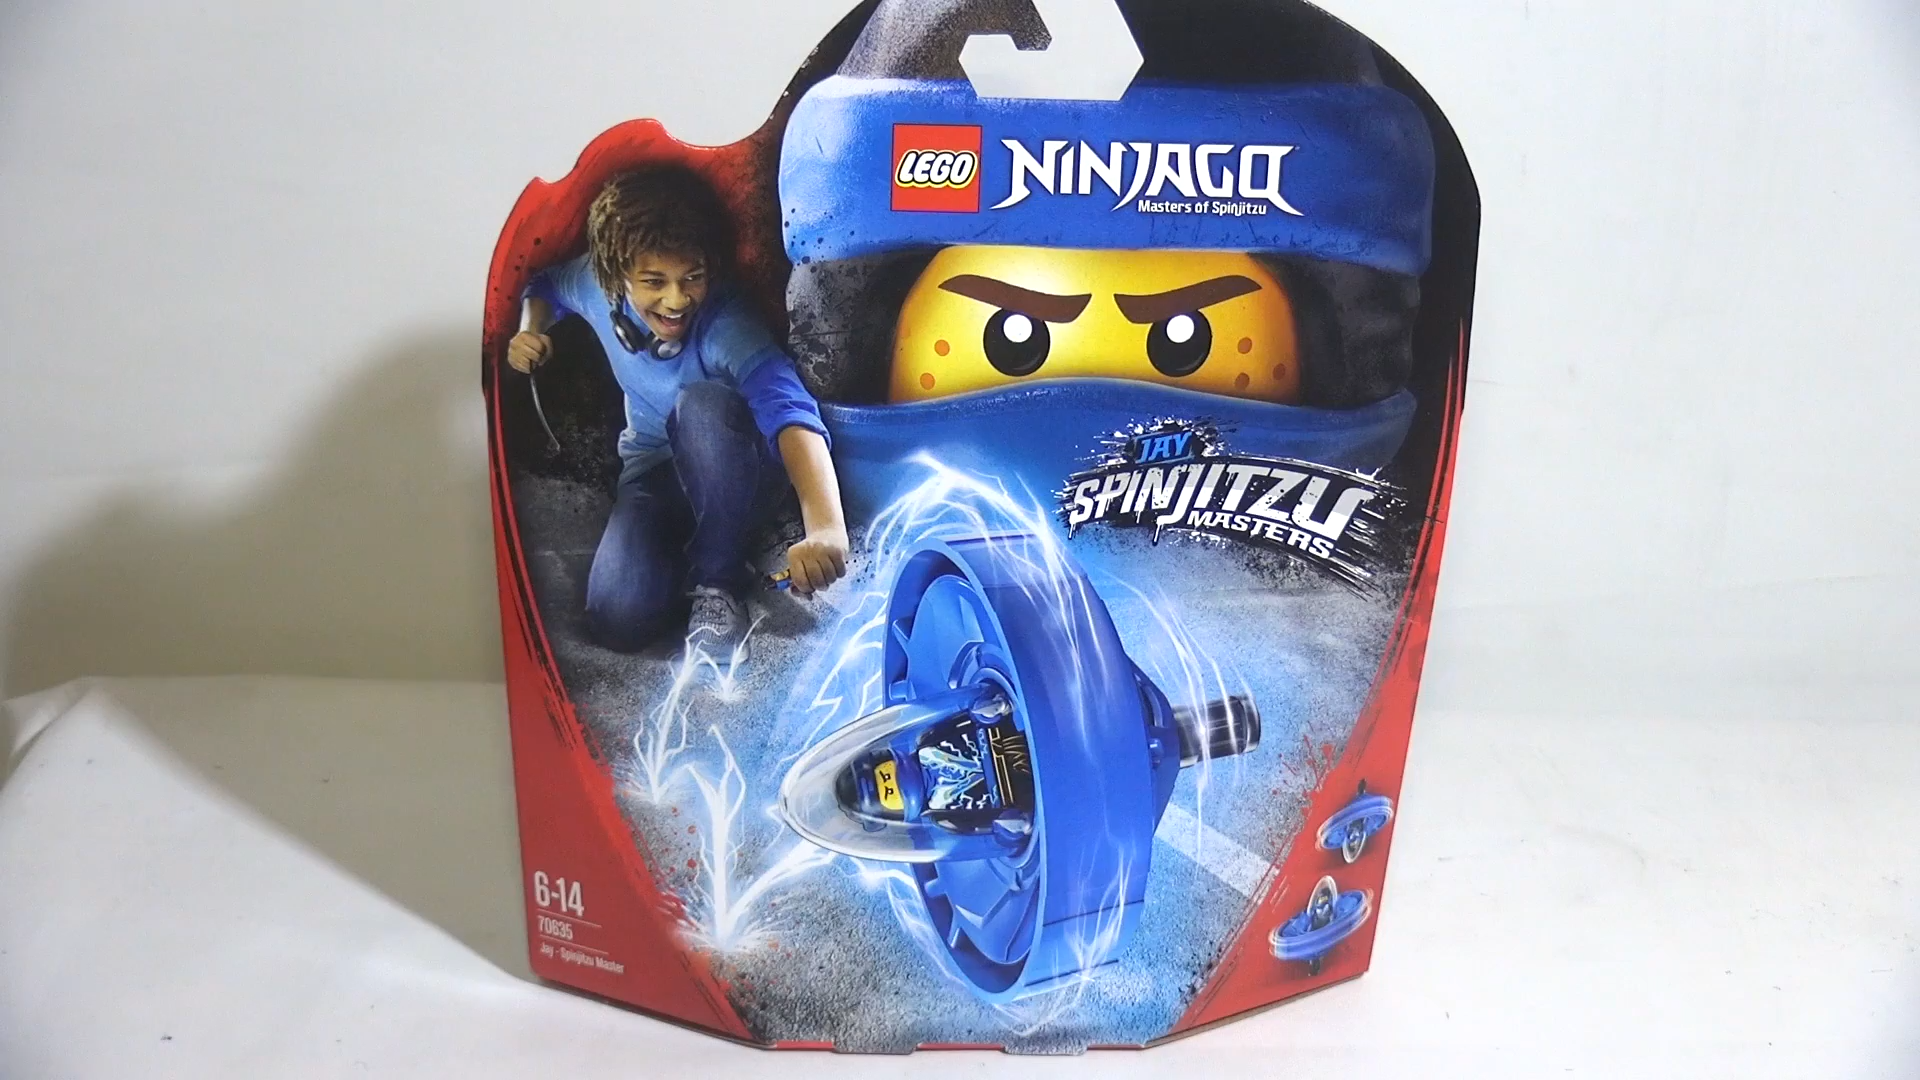 LEGO NINJAGO
Masters of Spinjitzu
JAY
SPINJITZU
MASTERS
6-14
70635
Jay - Spinjitzu Master